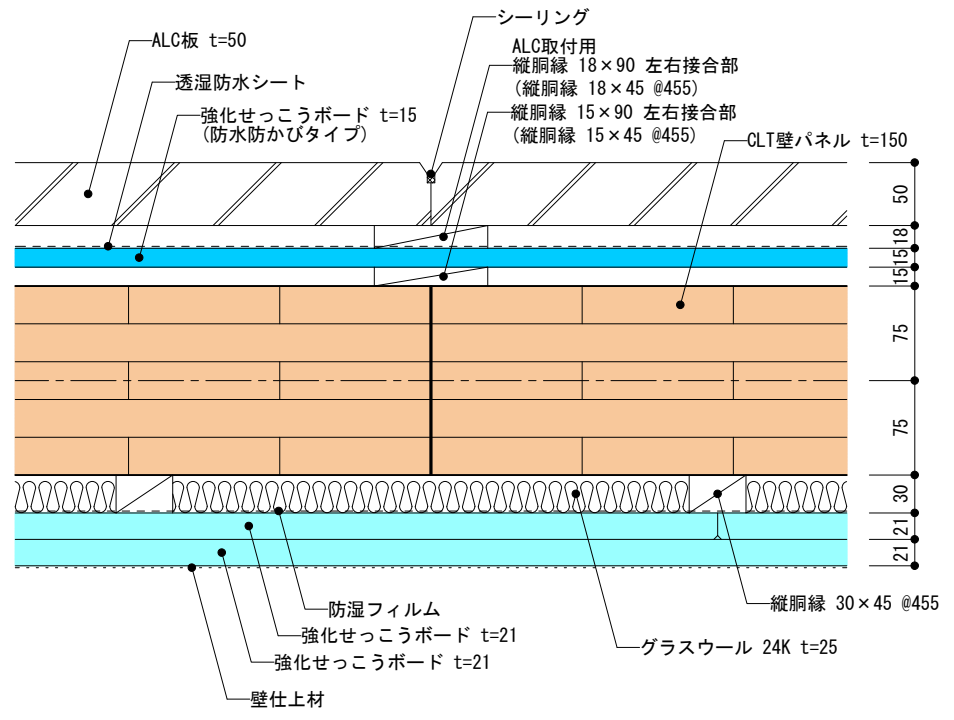 シーリング
ALC板 t=50
ALC取付用
縦胴縁 18×90 左右接合部
(縦胴縁 18×45 @455)
透湿防水シート
強化せっこうボード t=15
(防水防かびタイプ)
縦胴縁 15×90 左右接合部
(縦胴縁 15×45 @455)
CLT壁パネル t=150
50
18
15
15
75
75
30
21
21
防湿フィルム
縦胴縁 30×45 @455
強化せっこうボード t=21
グラスウール 24K t=25
強化せっこうボード t=21
壁仕上材